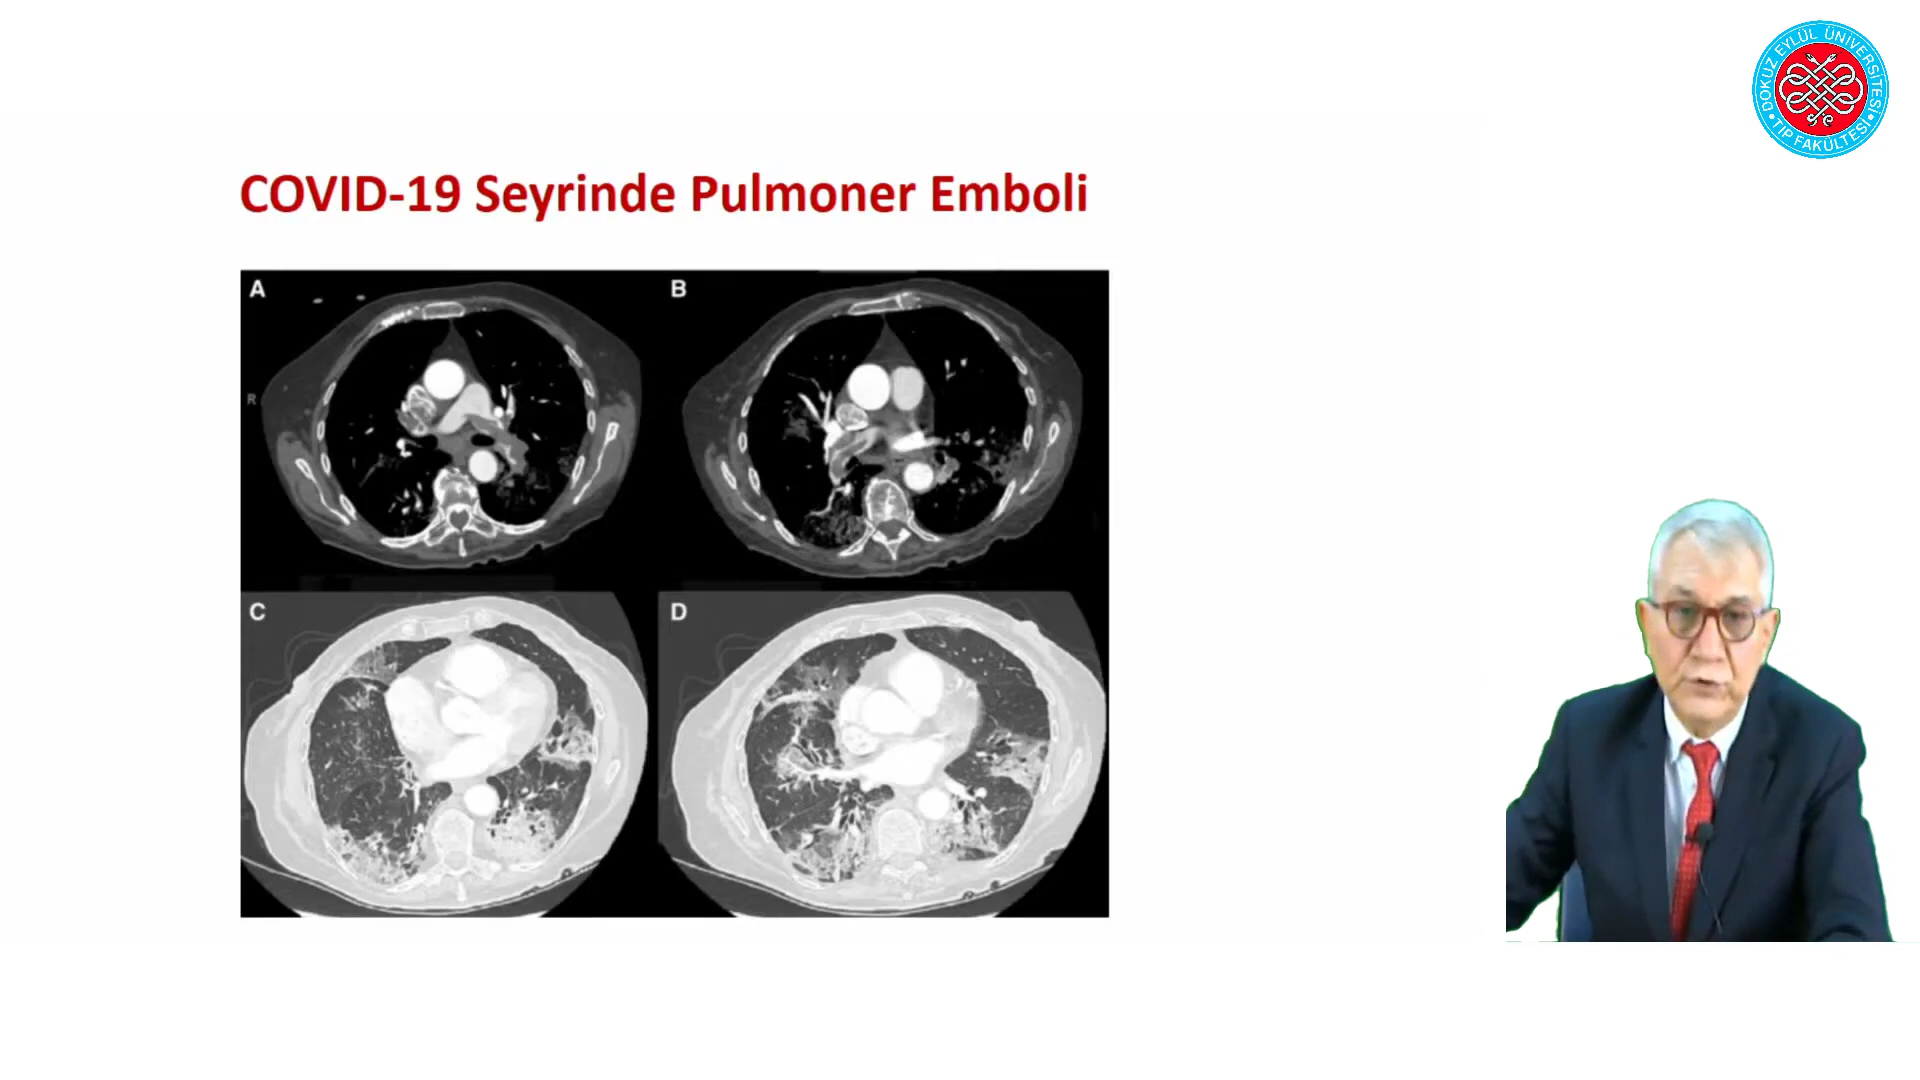 DOKUZ EYLÜL ÜNİVERSİTESİ
• TIP FAKÜLTESİ •
COVID-19 Seyrinde Pulmoner Emboli
A
B
R
C
D